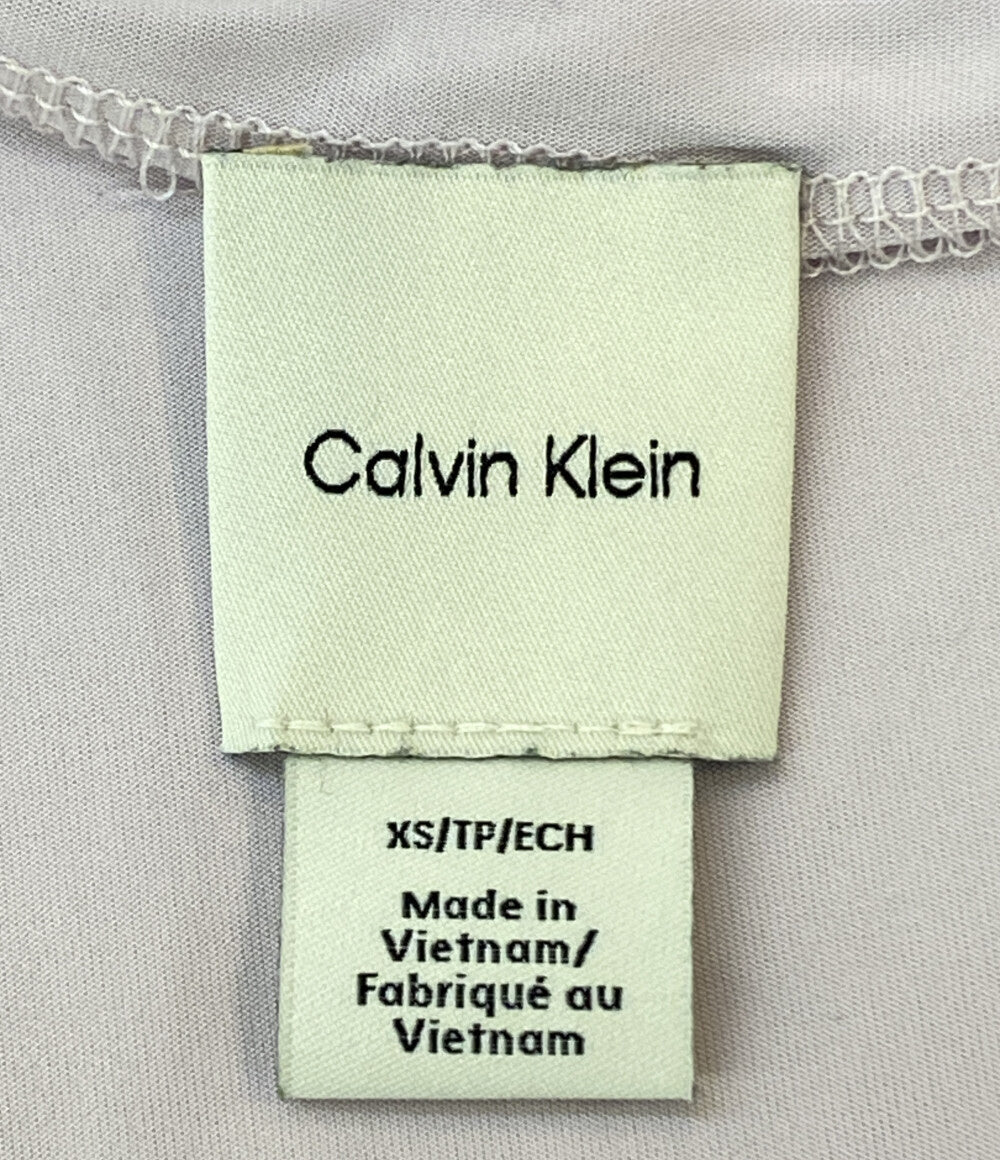 Calvin Klein
XS/TP/ECH
Made in
Vietnam/
Fabriqué au
Vietnam